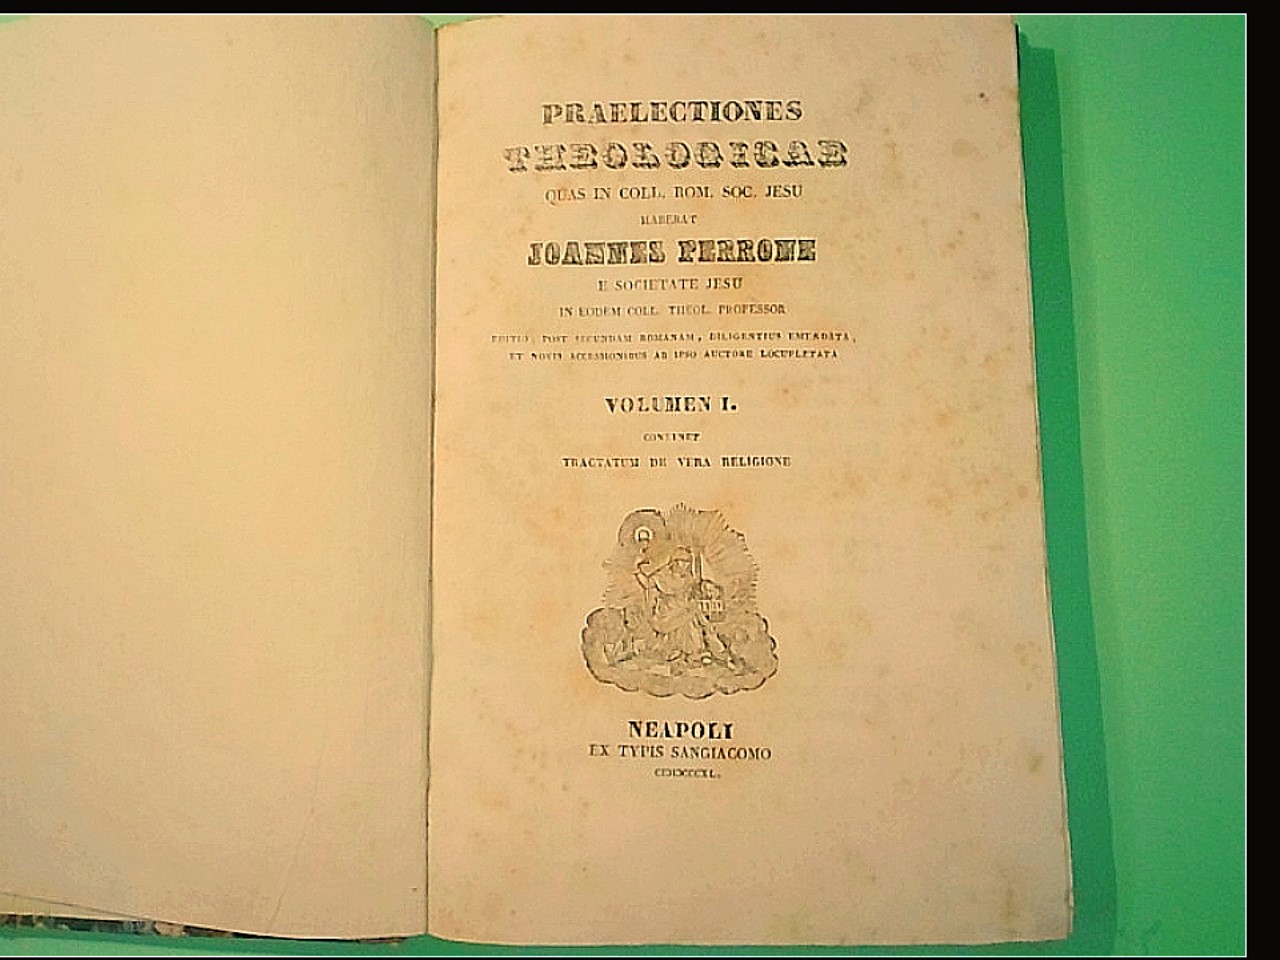 PRAELECTIONES
THEOLOGICAE
QUAS IN COLL. ROM. SOC. JESU
HABEBAT
JOANNES PERRONE
E SOCIETATE JESU
IN EODEM COLL. THEOL. PROFESSOR
EDITIO, POST SECUNDAM ROMANAM, DILIGENTIUS EMENDATA,
ET NOVIS ACCESSIONIBUS AB IPSO AUCTORE LOCUPLETATA
VOLUMEN I.
CONTINET
TRACTATUM DE VERA RELIGIONE
NEAPOLI
EX TYPIS SANGIACOMO